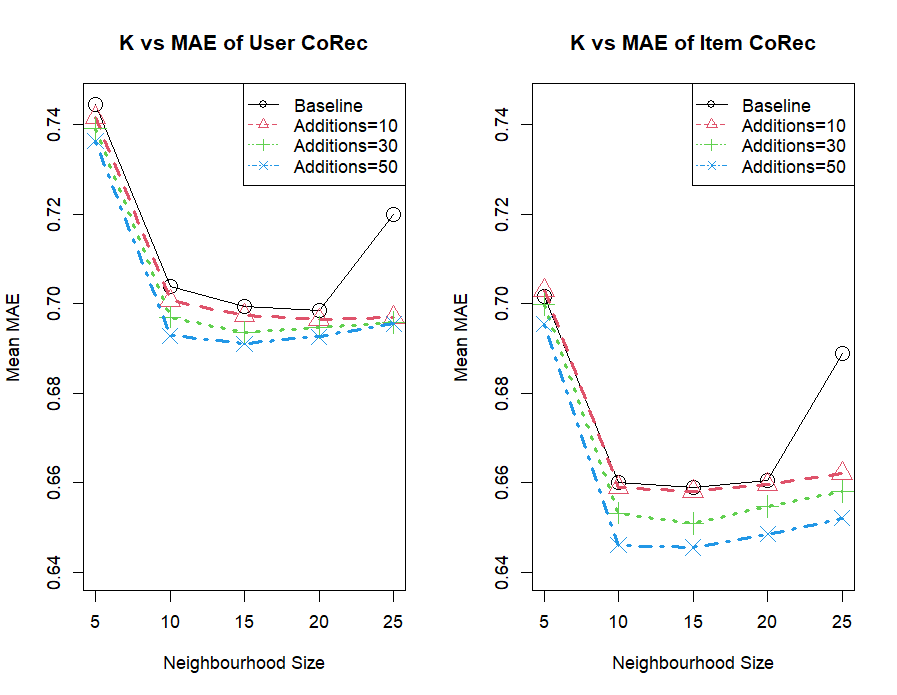 K vs MAE of User CoRec
Baseline
Additions=10
Additions=30
Additions=50
0.74
0.72
0.70
0.68
0.66
0.64
Mean MAE
5 10 15 20 25
Neighbourhood Size
K vs MAE of Item CoRec
Baseline
Additions=10
Additions=30
Additions=50
0.74
0.72
0.70
0.68
0.66
0.64
Mean MAE
5 10 15 20 25
Neighbourhood Size